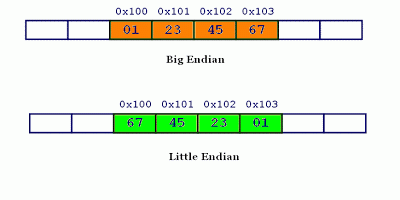 0x100 0x101 0x102 0x103
01 23 45 67
Big Endian
0x100 0x101 0x102 0x103
67 45 23 01
Little Endian